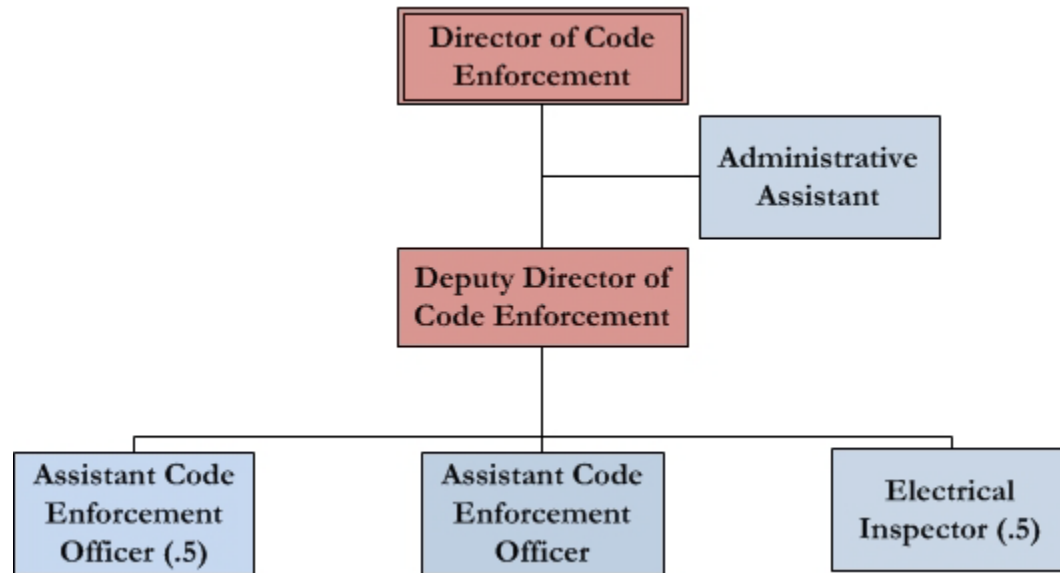 Director of Code
Enforcement
Administrative
Assistant
Deputy Director of
Code Enforcement
Assistant Code
Enforcement
Officer (.5)
Assistant Code
Enforcement
Officer
Electrical
Inspector (.5)